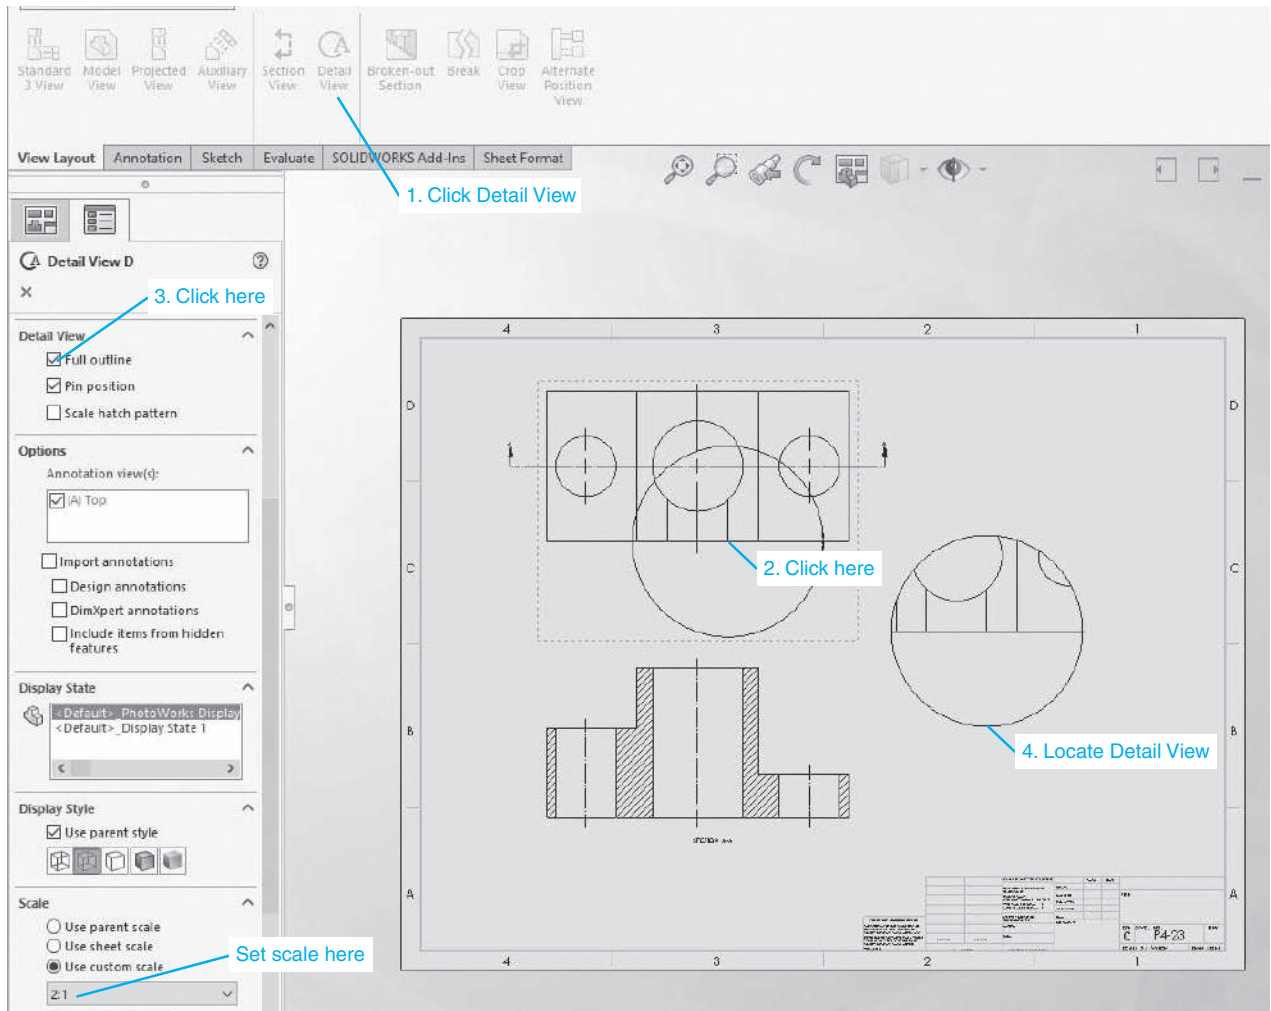 Standard
3 View
Model
View
Projected
View
Auxiliary
View
Section
View
Detail
View
Broken-out
Section
Break
Crop
View
Alternate
Position
View
View Layout
Annotation
Sketch
Evaluate
SOLIDWORKS Add-Ins
Sheet Format
1. Click Detail View
Detail View D
3. Click here
Detail View
Full outline
Pin position
Scale hatch pattern
Options
Annotation view(s):
(A) Top
Import annotations
Design annotations
DimXpert annotations
Include items from hidden
features
Display State
<Default>_PhotoWorks Display
<Default>_Display State 1
Display Style
Use parent style
Scale
Use parent scale
Use sheet scale
Use custom scale
Set scale here
2:1
4 3 2 1
D D
2. Click here
C C
4. Locate Detail View
B B
SECTION A-A
A A
C P4-23
4 3 2 1